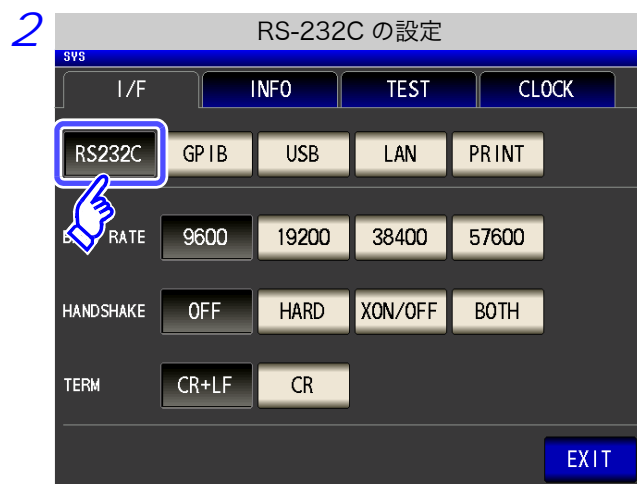 2
RS-232C の設定
SYS
I/F INFO TEST CLOCK
RS232C GPIB USB LAN PRINT
RATE 9600 19200 38400 57600
HANDSHAKE OFF HARD XON/OFF BOTH
TERM CR+LF CR
EXIT